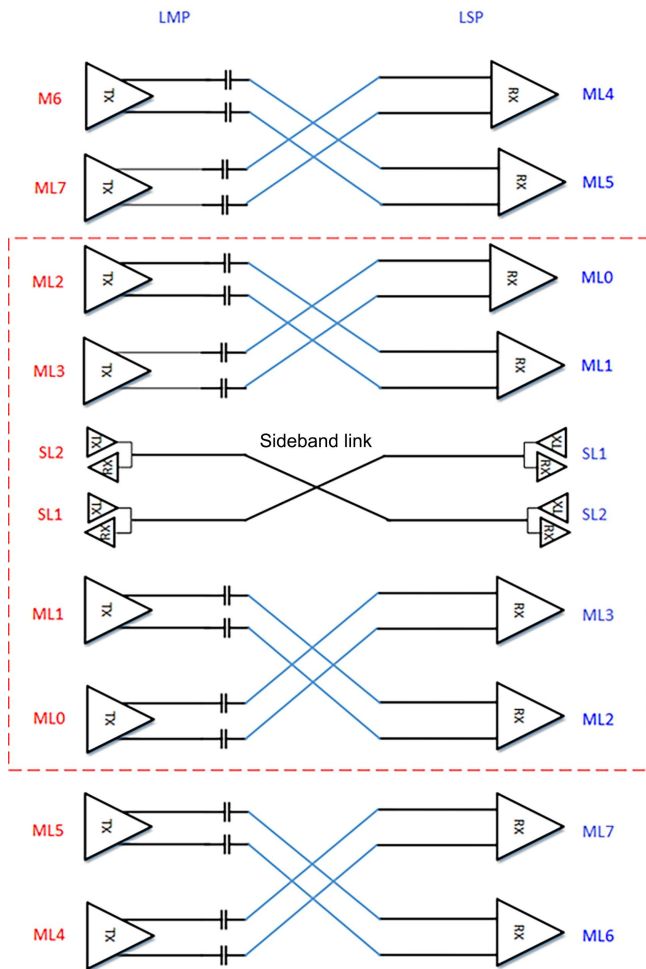 LMP LSP
M6 TX RX ML4
ML7 TX RX ML5
ML2 TX RX ML0
ML3 TX RX ML1
Sideband link
SL2 TX RX TX RX SL1
SL1 TX RX TX RX SL2
ML1 TX RX ML3
ML0 TX RX ML2
ML5 TX RX ML7
ML4 TX RX ML6